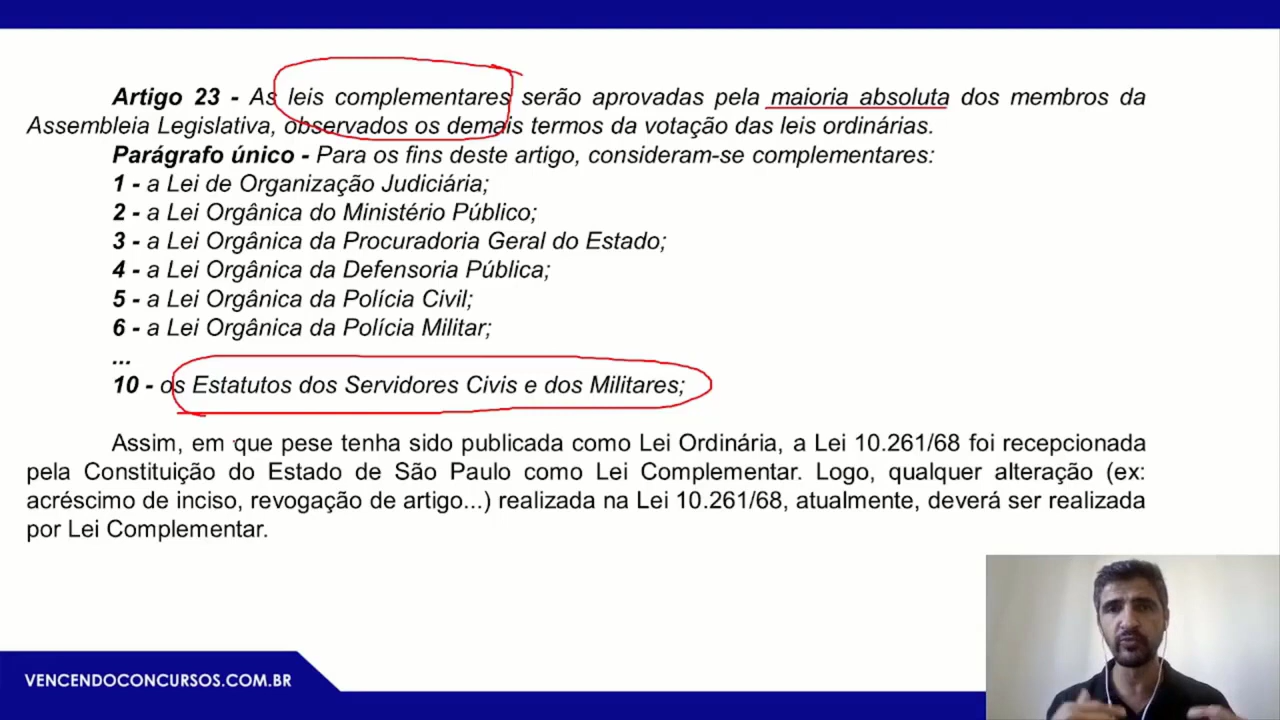 Artigo 23 - As leis complementares serão aprovadas pela maioria absoluta dos membros da
Assembleia Legislativa, observados os demais termos da votação das leis ordinárias.
Parágrafo único - Para os fins deste artigo, consideram-se complementares:
1 - a Lei de Organização Judiciária;
2 - a Lei Orgânica do Ministério Público;
3 - a Lei Orgânica da Procuradoria Geral do Estado;
4 - a Lei Orgânica da Defensoria Pública;
5 - a Lei Orgânica da Polícia Civil;
6 - a Lei Orgânica da Polícia Militar;
...
10 - os Estatutos dos Servidores Civis e dos Militares;
Assim, em que pese tenha sido publicada como Lei Ordinária, a Lei 10.261/68 foi recepcionada
pela Constituição do Estado de São Paulo como Lei Complementar. Logo, qualquer alteração (ex:
acréscimo de inciso, revogação de artigo...) realizada na Lei 10.261/68, atualmente, deverá ser realizada
por Lei Complementar.
VENCENDOCONCURSOS.COM.BR